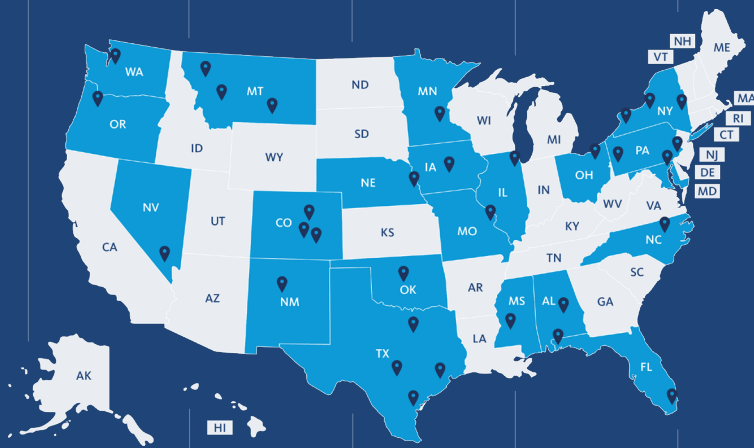 ME
NH
VT
WA
ND
MT
MN
MA
NY
RI
OR
WI
SD
CT
MI
ID
PA
NJ
WY
IA
DE
OH
NE
IL
IN
MD
WV
VA
NV
UT
CO
KY
MO
KS
NC
CA
TN
SC
OK
AR
AZ
NM
MS
AL
GA
LA
TX
FL
AK
HI